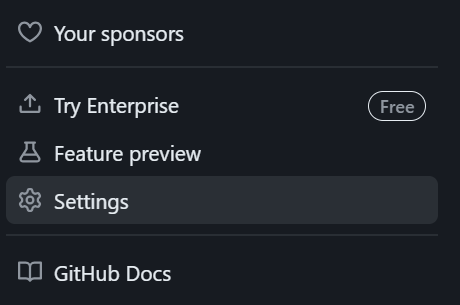 Your sponsors
Try Enterprise Free
Feature preview
Settings
GitHub Docs